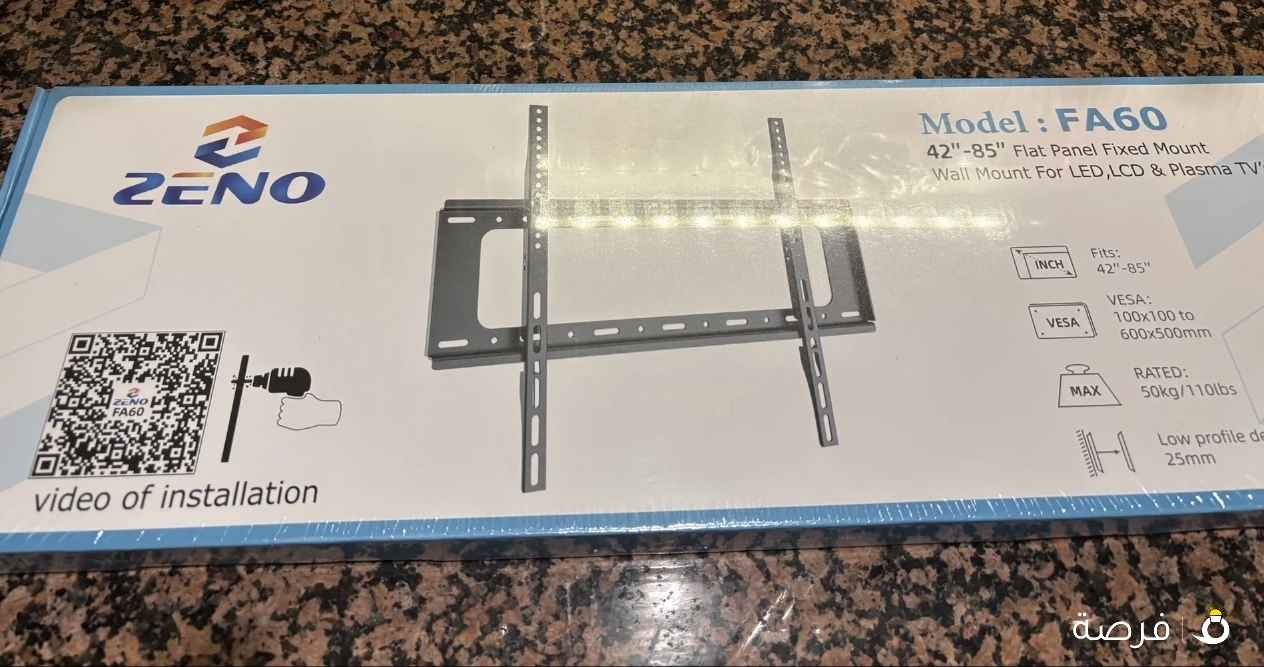 ZENO
Model : FA60
42"-85" Flat Panel Fixed Mount
Wall Mount For LED,LCD & Plasma TV'
INCH
Fits:
42"-85"
VESA
VESA:
100x100 to
600x500mm
MAX
RATED:
50kg/110lbs
Low profile de
25mm
ZENO
FA60
video of installation
فرصة